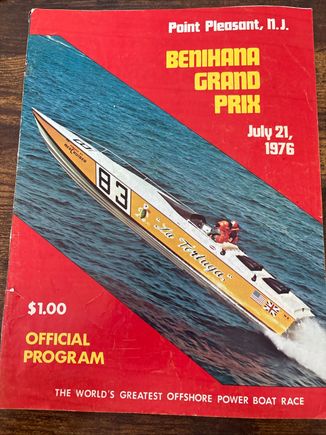 Point Pleasant, N.J.
BENIHANA
GRAND
PRIX
July 21,
1976
83
"La Tortuga"
$1.00
OFFICIAL
PROGRAM
THE WORLD'S GREATEST OFFSHORE POWER BOAT RACE